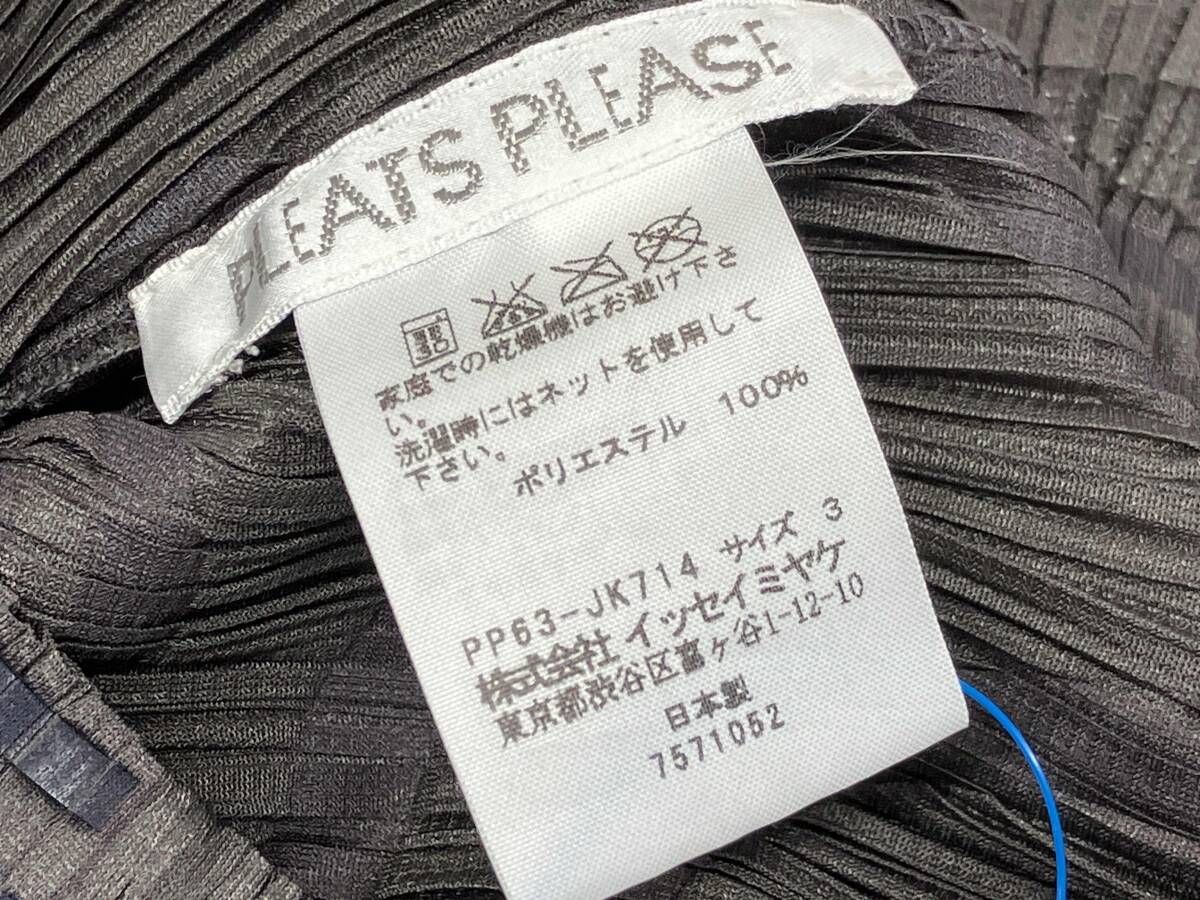 PLEATS PLEASE
家庭での乾燥機はお避け下さ
い。
洗濯時にはネットを使用して
下さい。
ポリエステル 100%
PP63-JK714 サイズ 3
株式会社 イッセイミヤケ
東京都渋谷区富ヶ谷1-12-10
日本製
7571052